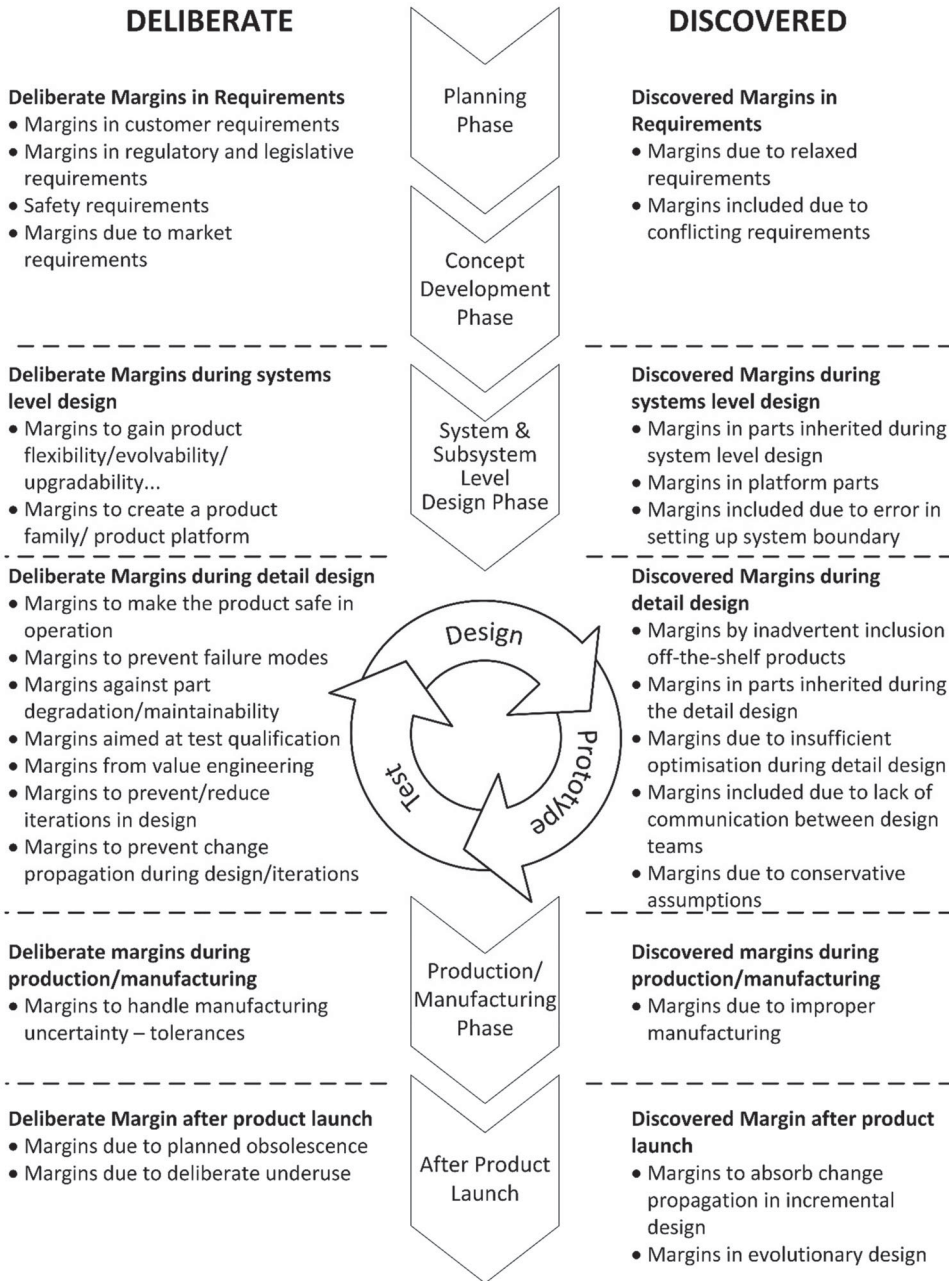 DELIBERATE
DISCOVERED
Deliberate Margins in Requirements
• Margins in customer requirements
• Margins in regulatory and legislative
requirements
• Safety requirements
• Margins due to market
requirements
Planning
Phase
Concept
Development
Phase
Discovered Margins in
Requirements
• Margins due to relaxed
requirements
• Margins included due to
conflicting requirements
Deliberate Margins during systems
level design
• Margins to gain product
flexibility/evolvability/
upgradability...
• Margins to create a product
family/ product platform
System &
Subsystem
Level
Design Phase
Discovered Margins during
systems level design
• Margins in parts inherited during
system level design
• Margins in platform parts
• Margins included due to error in
setting up system boundary
Deliberate Margins during detail design
• Margins to make the product safe in
operation
• Margins to prevent failure modes
• Margins against part
degradation/maintainability
• Margins aimed at test qualification
• Margins from value engineering
• Margins to prevent/reduce
iterations in design
• Margins to prevent change
propagation during design/iterations
Design
Prototype
Test
Discovered Margins during
detail design
• Margins by inadvertent inclusion
off-the-shelf products
• Margins in parts inherited during
the detail design
• Margins due to insufficient
optimisation during detail design
• Margins included due to lack of
communication between design
teams
• Margins due to conservative
assumptions
Deliberate margins during
production/manufacturing
• Margins to handle manufacturing
uncertainty – tolerances
Production/
Manufacturing
Phase
Discovered margins during
production/manufacturing
• Margins due to improper
manufacturing
Deliberate Margin after product launch
• Margins due to planned obsolescence
• Margins due to deliberate underuse
After Product
Launch
Discovered Margin after product
launch
• Margins to absorb change
propagation in incremental
design
• Margins in evolutionary design